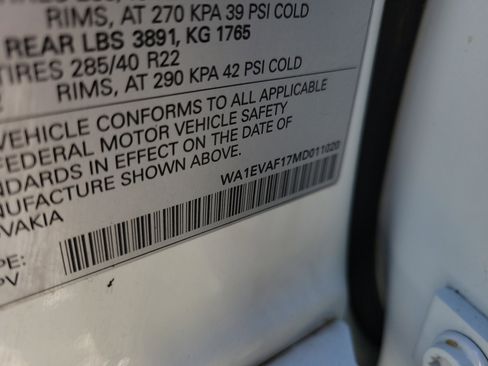 RIMS, AT 270 KPA 39 PSI COLD
REAR LBS 3891, KG 1765
TIRES 285/40 R22
RIMS, AT 290 KPA 42 PSI COLD
VEHICLE CONFORMS TO ALL APPLICABLE
FEDERAL MOTOR VEHICLE SAFETY
NDARDS IN EFFECT ON THE DATE OF
NUFACTURE SHOWN ABOVE.
VAKIA
WA1EVAF17MD011020
PE:
PV